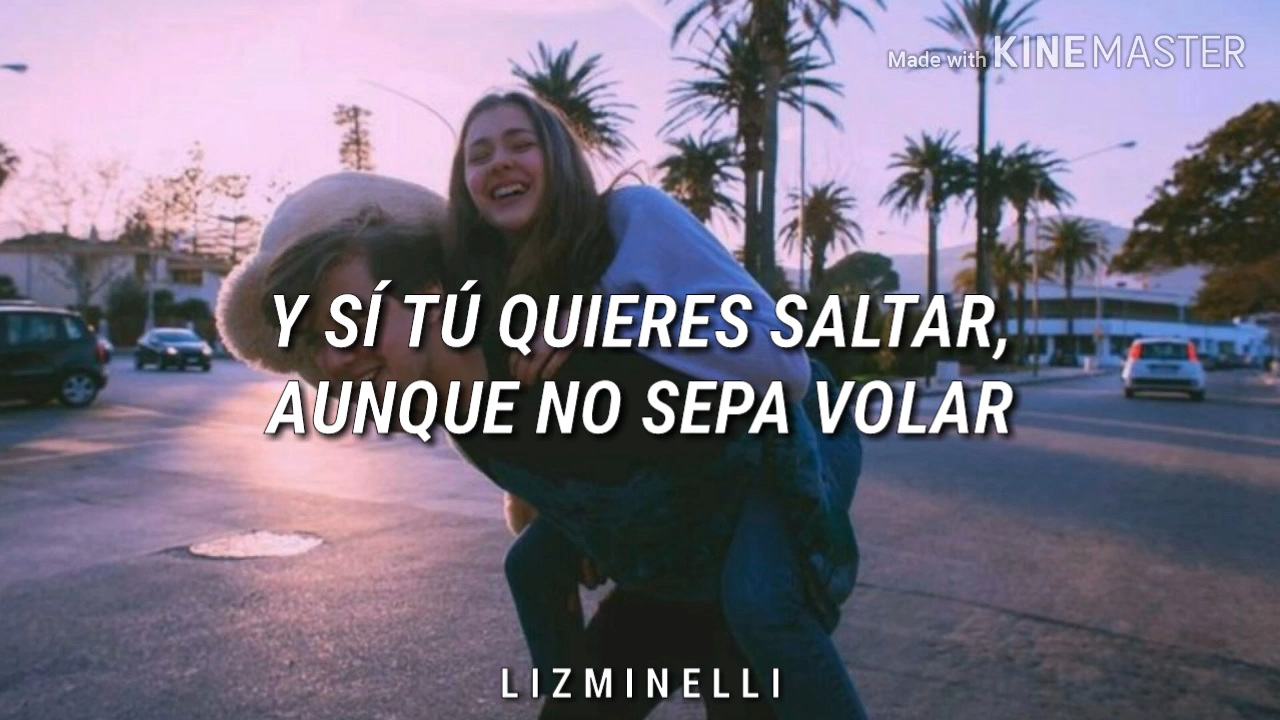 Made with KINEMASTER
Y SÍ TÚ QUIERES SALTAR,
AUNQUE NO SEPA VOLAR
LIZMINELLI